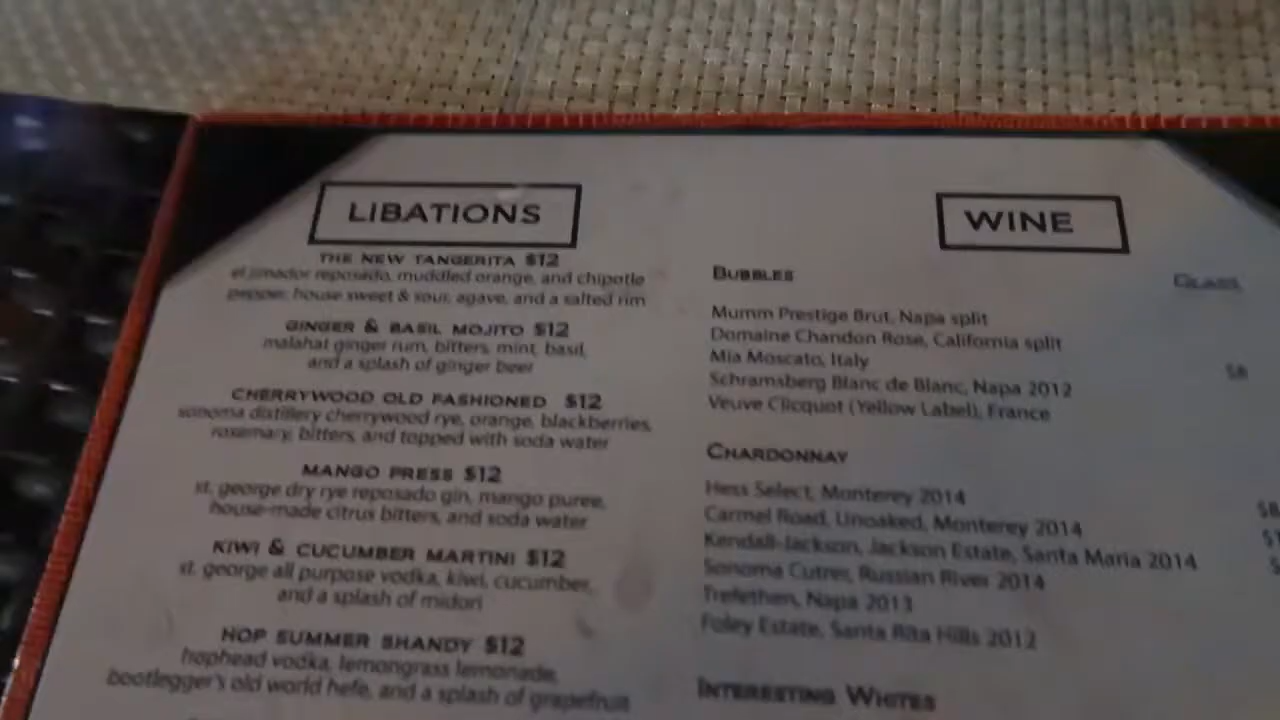 LIBATIONS
THE NEW TANGERITA $12
el jimador reposado, muddled orange, and chipotle
pepper, house sweet & sour, agave, and a salted rim
GINGER & BASIL MOJITO $12
malahat ginger rum, bitters, mint, basil,
and a splash of ginger beer
CHERRYWOOD OLD FASHIONED $12
sonoma distillery cherrywood rye, orange, blackberries,
rosemary, bitters, and topped with soda water
MANGO PRESS $12
st. george dry rye reposado gin, mango puree,
house-made citrus bitters, and soda water
KIWI & CUCUMBER MARTINI $12
st. george all purpose vodka, kiwi, cucumber,
and a splash of midori
HOP SUMMER SHANDY $12
hophead vodka, lemongrass lemonade,
bootlegger's old world hefe, and a splash of grapefruit
WINE
BUBBLES GLASS
Mumm Prestige Brut, Napa split
Domaine Chandon Rose, California split
Mia Moscato, Italy $8
Schramsberg Blanc de Blanc, Napa 2012
Veuve Clicquot (Yellow Label), France
CHARDONNAY
Hess Select, Monterey 2014 $8
Carmel Road, Unoaked, Monterey 2014
Kendall-Jackson, Jackson Estate, Santa Maria 2014
Sonoma Cutrer, Russian River 2014
Trefethen, Napa 2013
Foley Estate, Santa Rita Hills 2012
INTERESTING WHITES